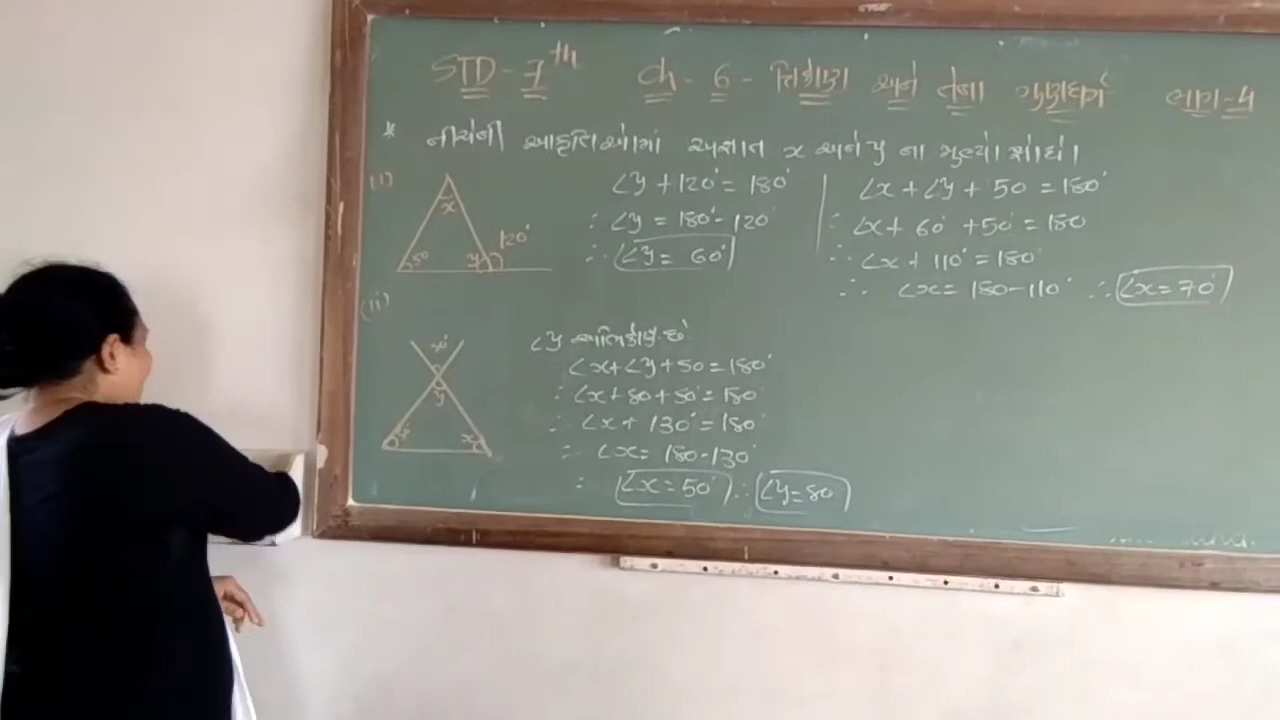 STD - 7th Ch - 6 - ત્રિકોણ અને તેના ગુણધર્મ ભાગ-4
* નીચેની આકૃતિઓમાં અજ્ઞાત x અને y ના મુલ્યો શોધો।
(i)
x
50°
y
120°
∠y + 120° = 180°
∴ ∠y = 180° - 120°
∴ ∠y = 60°
∠x + ∠y + 50 = 180°
∴ ∠x + 60° + 50° = 180
∴ ∠x + 110° = 180°
∴ ∠x = 180 - 110° ∴ ∠x = 70°
(ii)
y
x
∠y
∠x + ∠y + 50 = 180°
∴ ∠x + 80 + 50° = 180
∴ ∠x + 130° = 180°
∴ ∠x = 180 - 130°
∴ ∠x = 50° ∴ ∠y = 80